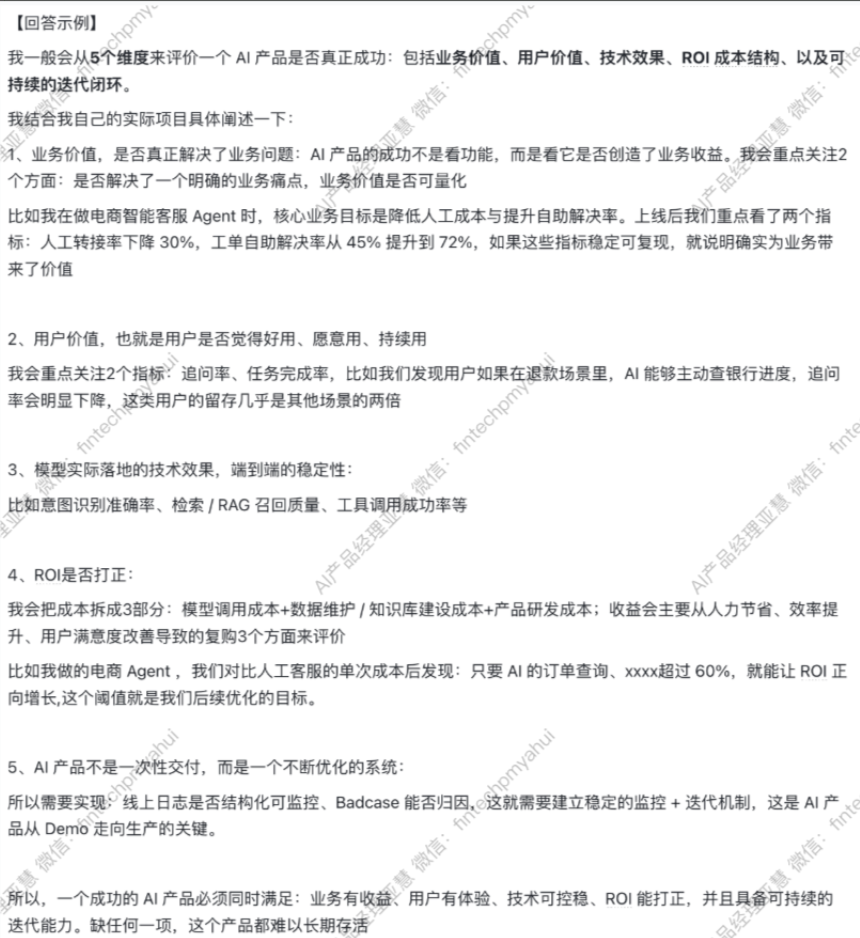 【回答示例】
我一般会从5个维度来评价一个 AI 产品是否真正成功：包括业务价值、用户价值、技术效果、ROI 成本结构、以及可
持续的迭代闭环。
我结合我自己的实际项目具体阐述一下：
1、业务价值，是否真正解决了业务问题：AI 产品的成功不是看功能，而是看它是否创造了业务收益。我会重点关注2
个方面：是否解决了一个明确的业务痛点，业务价值是否可量化
比如我在做电商智能客服 Agent 时，核心业务目标是降低人工成本与提升自助解决率。上线后我们重点看了两个指
标：人工转接率下降 30%，工单自助解决率从 45% 提升到 72%，如果这些指标稳定可复现，就说明确实为业务带
来了价值
2、用户价值，也就是用户是否觉得好用、愿意用、持续用
我会重点关注2个指标：追问率、任务完成率，比如我们发现用户如果在退款场景里，AI 能够主动查银行进度，追问
率会明显下降，这类用户的留存几乎是其他场景的两倍
3、模型实际落地的技术效果，端到端的稳定性：
比如意图识别准确率、检索 / RAG 召回质量、工具调用成功率等
4、ROI是否打正：
我会把成本拆成3部分：模型调用成本+数据维护 / 知识库建设成本+产品研发成本；收益会主要从人力节省、效率提
升、用户满意度改善导致的复购3个方面来评价
比如我做的电商 Agent ，我们对比人工客服的单次成本后发现：只要 AI 的订单查询、xxxx超过 60%，就能让 ROI 正
向增长,这个阈值就是我们后续优化的目标。
5、AI 产品不是一次性交付，而是一个不断优化的系统：
所以需要实现：线上日志是否结构化可监控、Badcase 能否归因，这就需要建立稳定的监控 + 迭代机制，这是 AI 产
品从 Demo 走向生产的关键。
所以，一个成功的 AI 产品必须同时满足：业务有收益、用户有体验、技术可控稳、ROI 能打正，并且具备可持续的
迭代能力。缺任何一项，这个产品都难以长期存活
AI产品经理亚慧 微信：fintechpmyahui